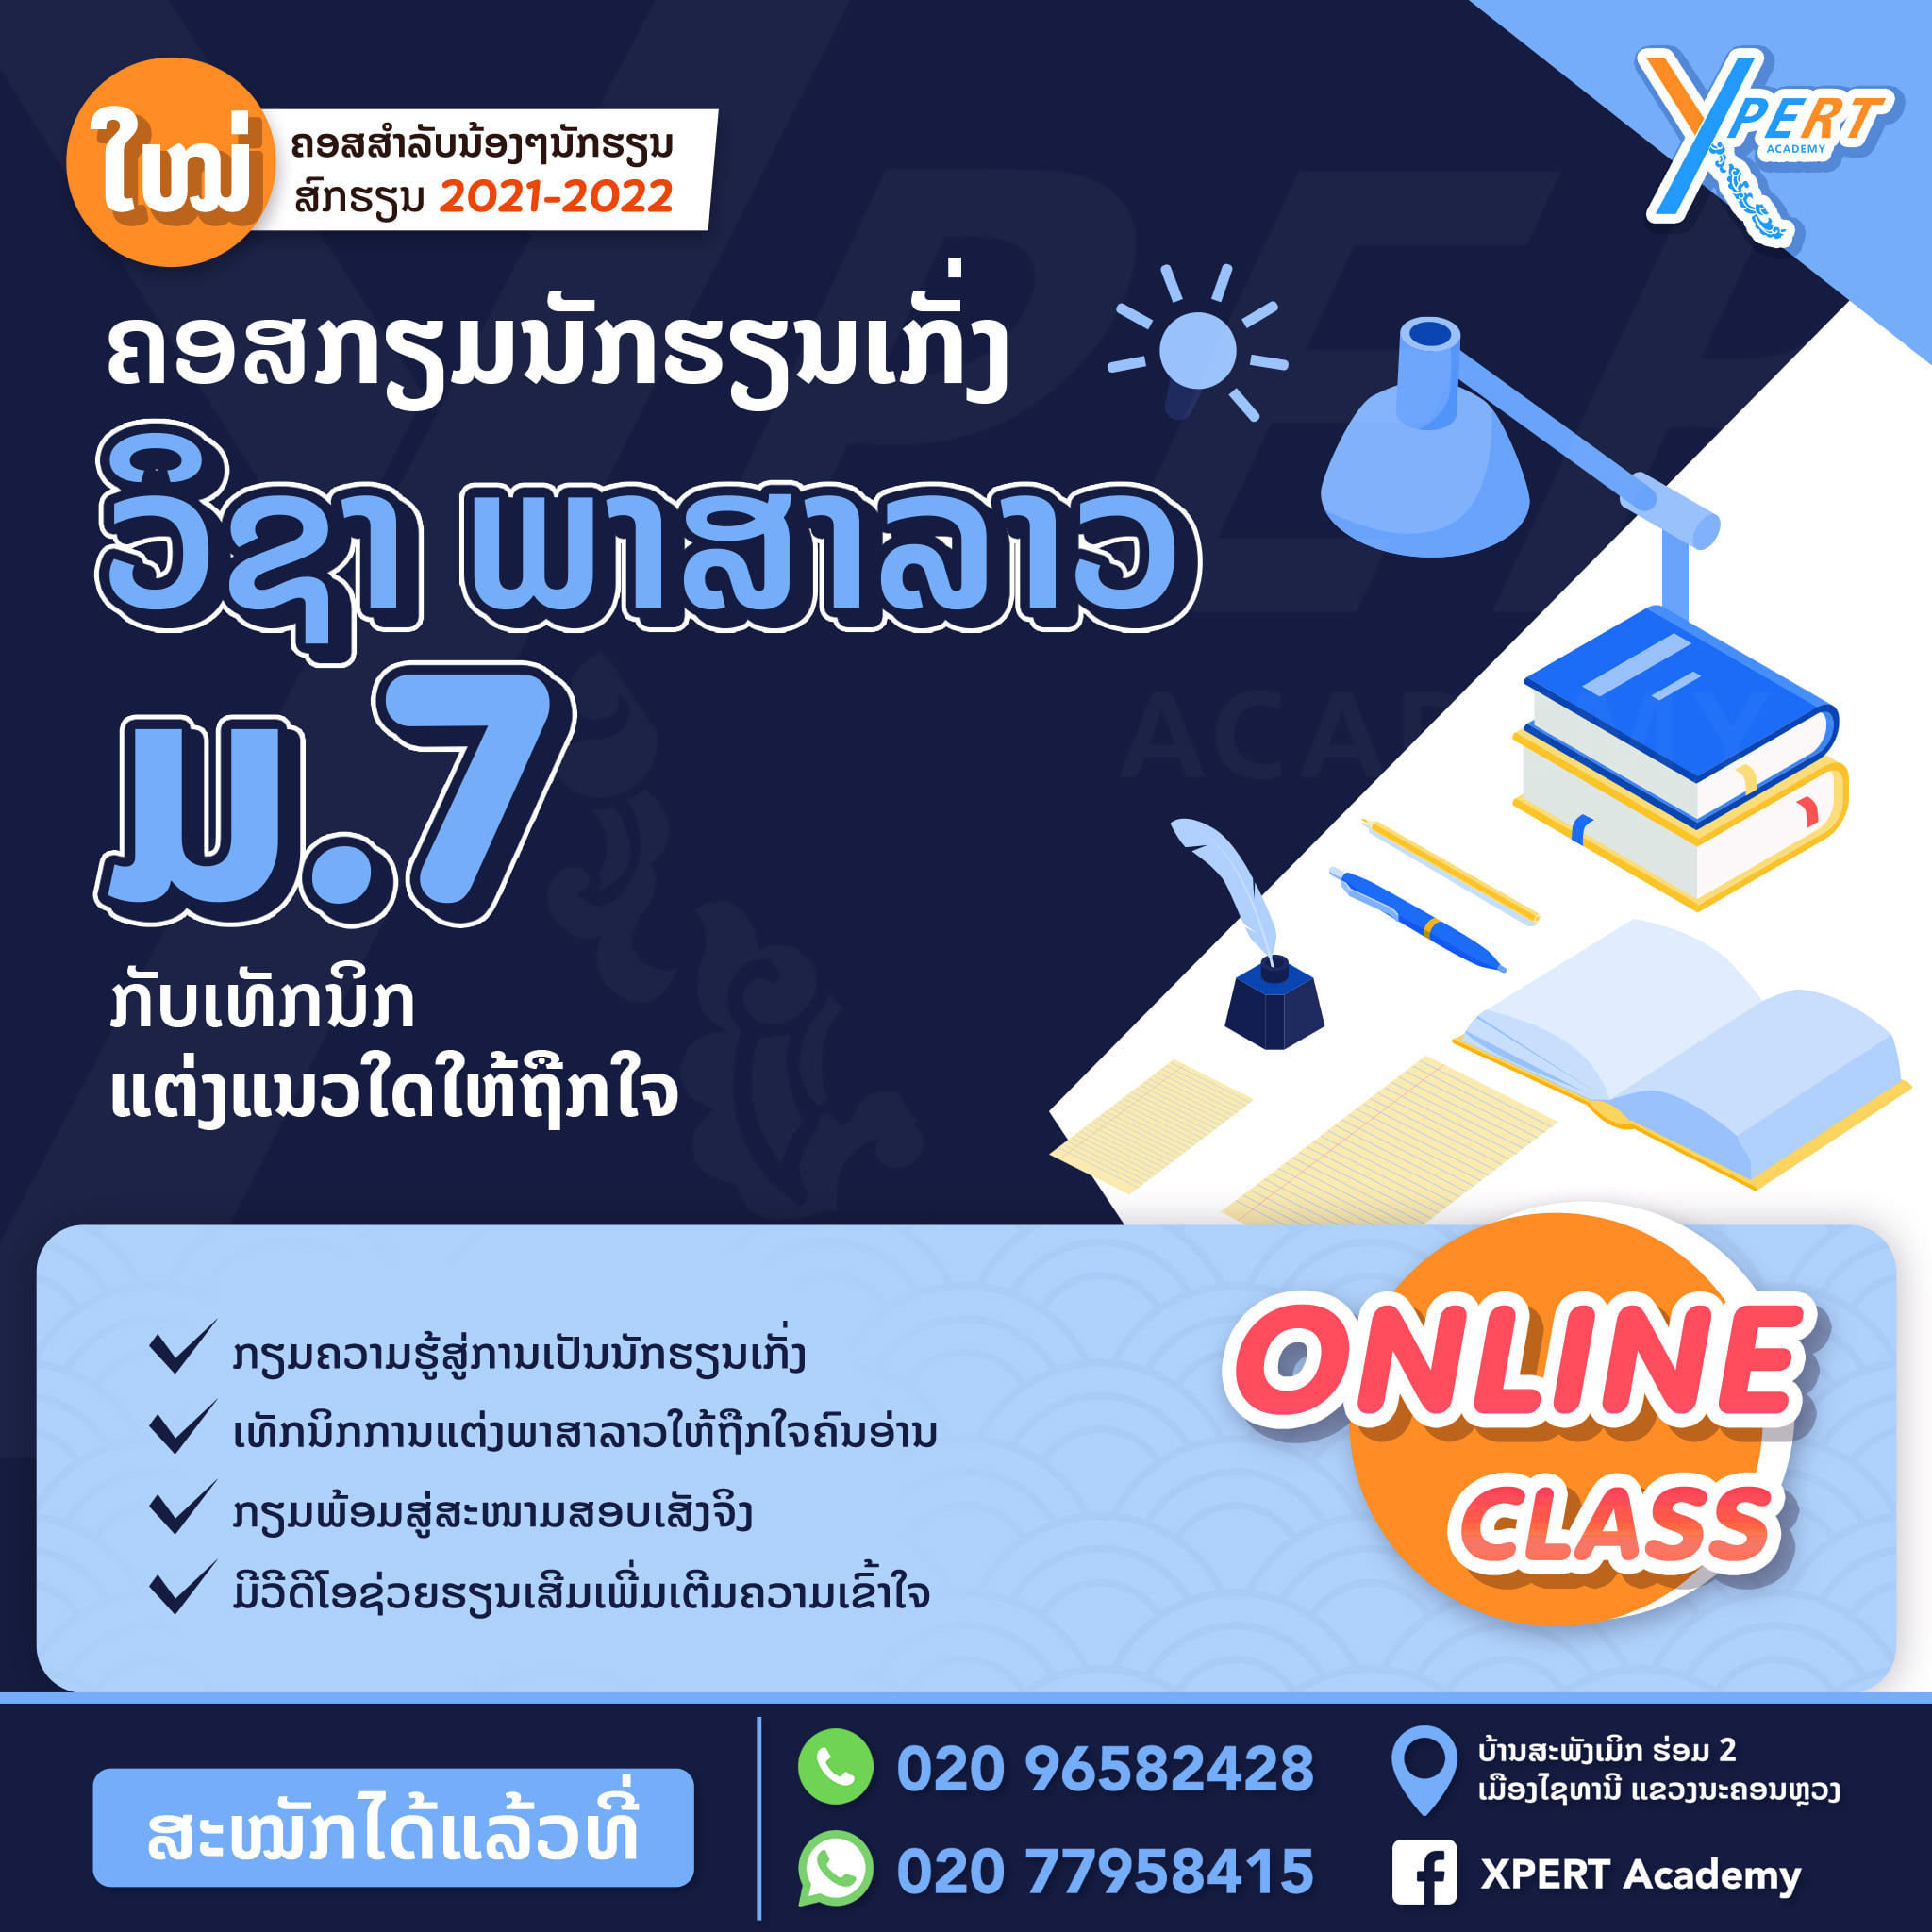 ໃໝ່
ຄອສສຳລັບນ້ອງໆນັກຮຽນ
ສົກຮຽນ 2021-2022
XPERT
ACADEMY
ຄອສກຽມນັກຮຽນເກັ່ງ
ວິຊາ ພາສາລາວ
ມ.7
ກັບເທັກນິກ
ແຕ່ງແນວໃດໃຫ້ຖືກໃຈ
ກຽມຄວາມຮູ້ສູ່ການເປັນນັກຮຽນເກັ່ງ
ເທັກນິກການແຕ່ງພາສາລາວໃຫ້ຖືກໃຈຄົນອ່ານ
ກຽມພ້ອມສູ່ສະໜາມສອບເສັງຈິງ
ມີວີດີໂອຊ່ວຍຮຽນເສີມເພີ່ມເຕີມຄວາມເຂົ້າໃຈ
ONLINE
CLASS
ສະໝັກໄດ້ແລ້ວທີ່
020 96582428
020 77958415
ບ້ານສະພັງເມິກ ຮ່ອມ 2
ເມືອງໄຊທານີ ແຂວງນະຄອນຫຼວງ
XPERT Academy